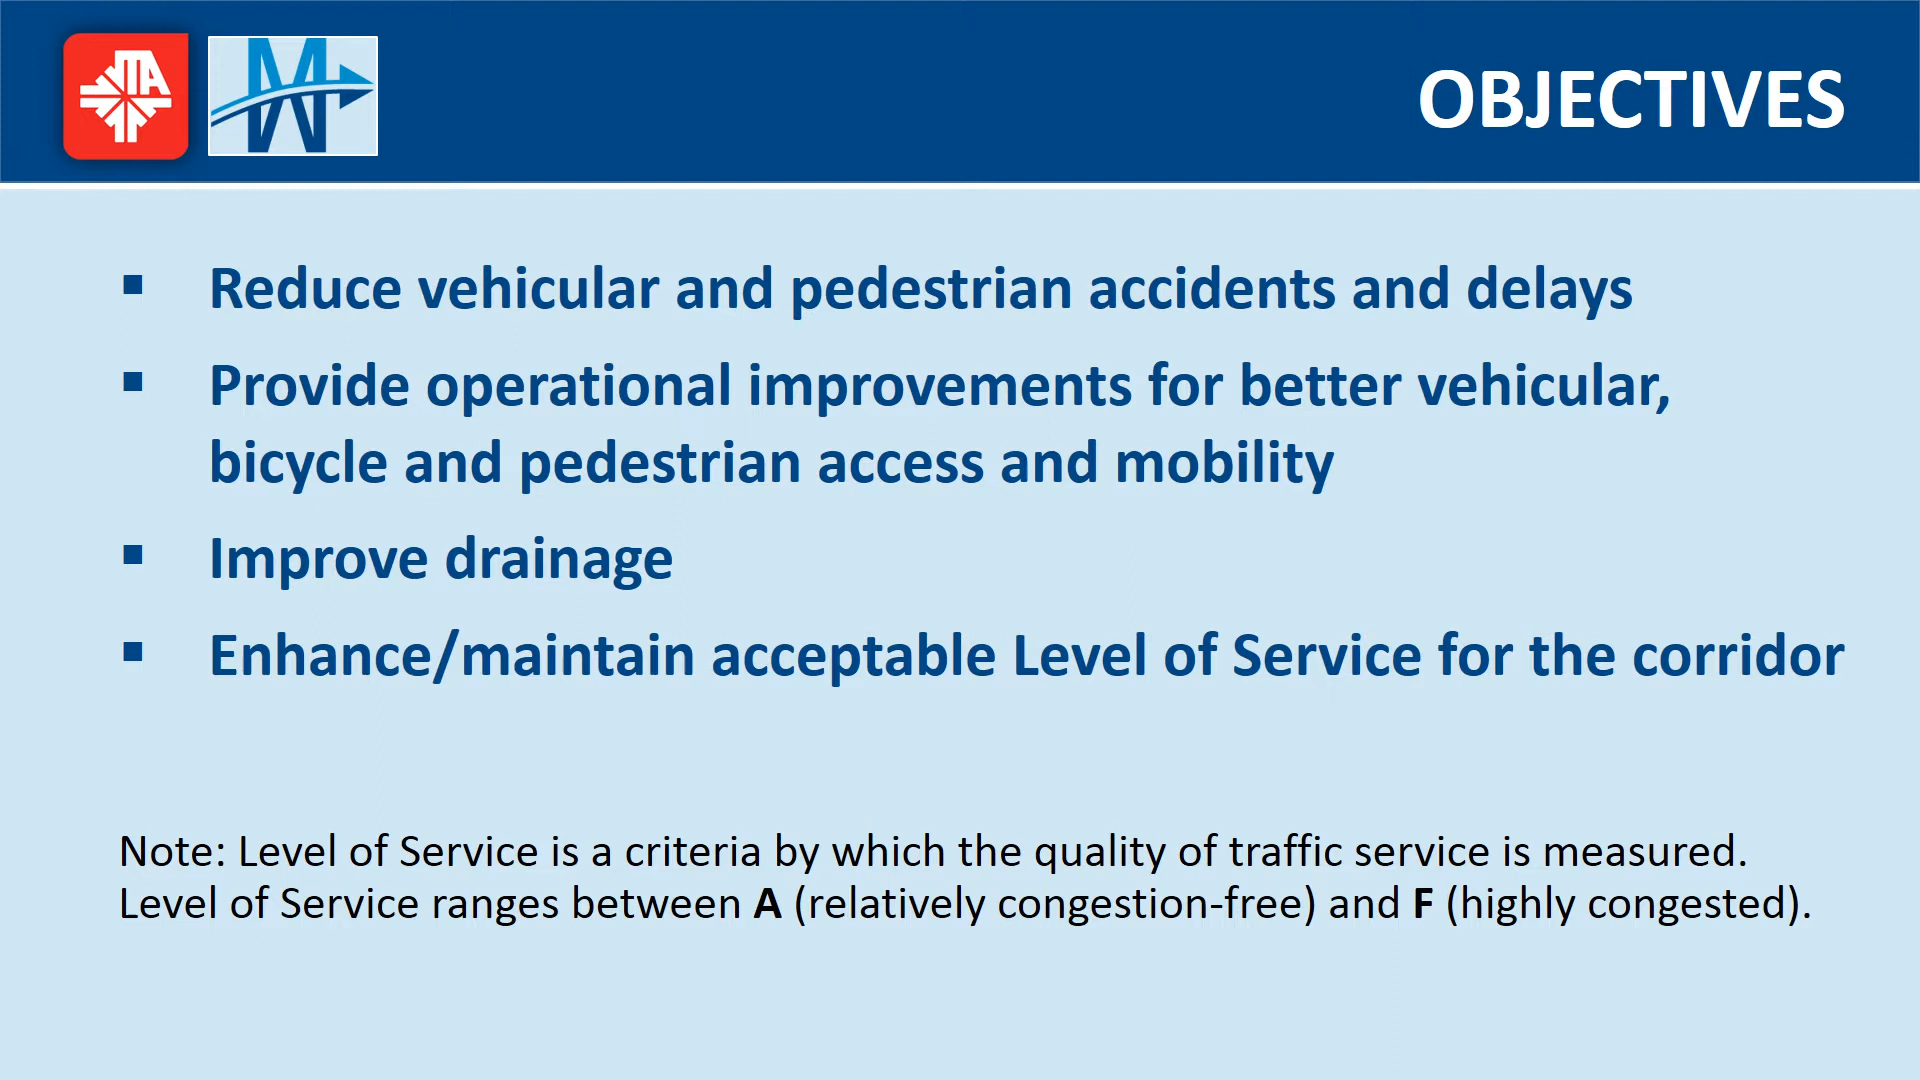 JTA
MW
OBJECTIVES
▪ Reduce vehicular and pedestrian accidents and delays
▪ Provide operational improvements for better vehicular,
bicycle and pedestrian access and mobility
▪ Improve drainage
▪ Enhance/maintain acceptable Level of Service for the corridor
Note: Level of Service is a criteria by which the quality of traffic service is measured.
Level of Service ranges between A (relatively congestion-free) and F (highly congested).